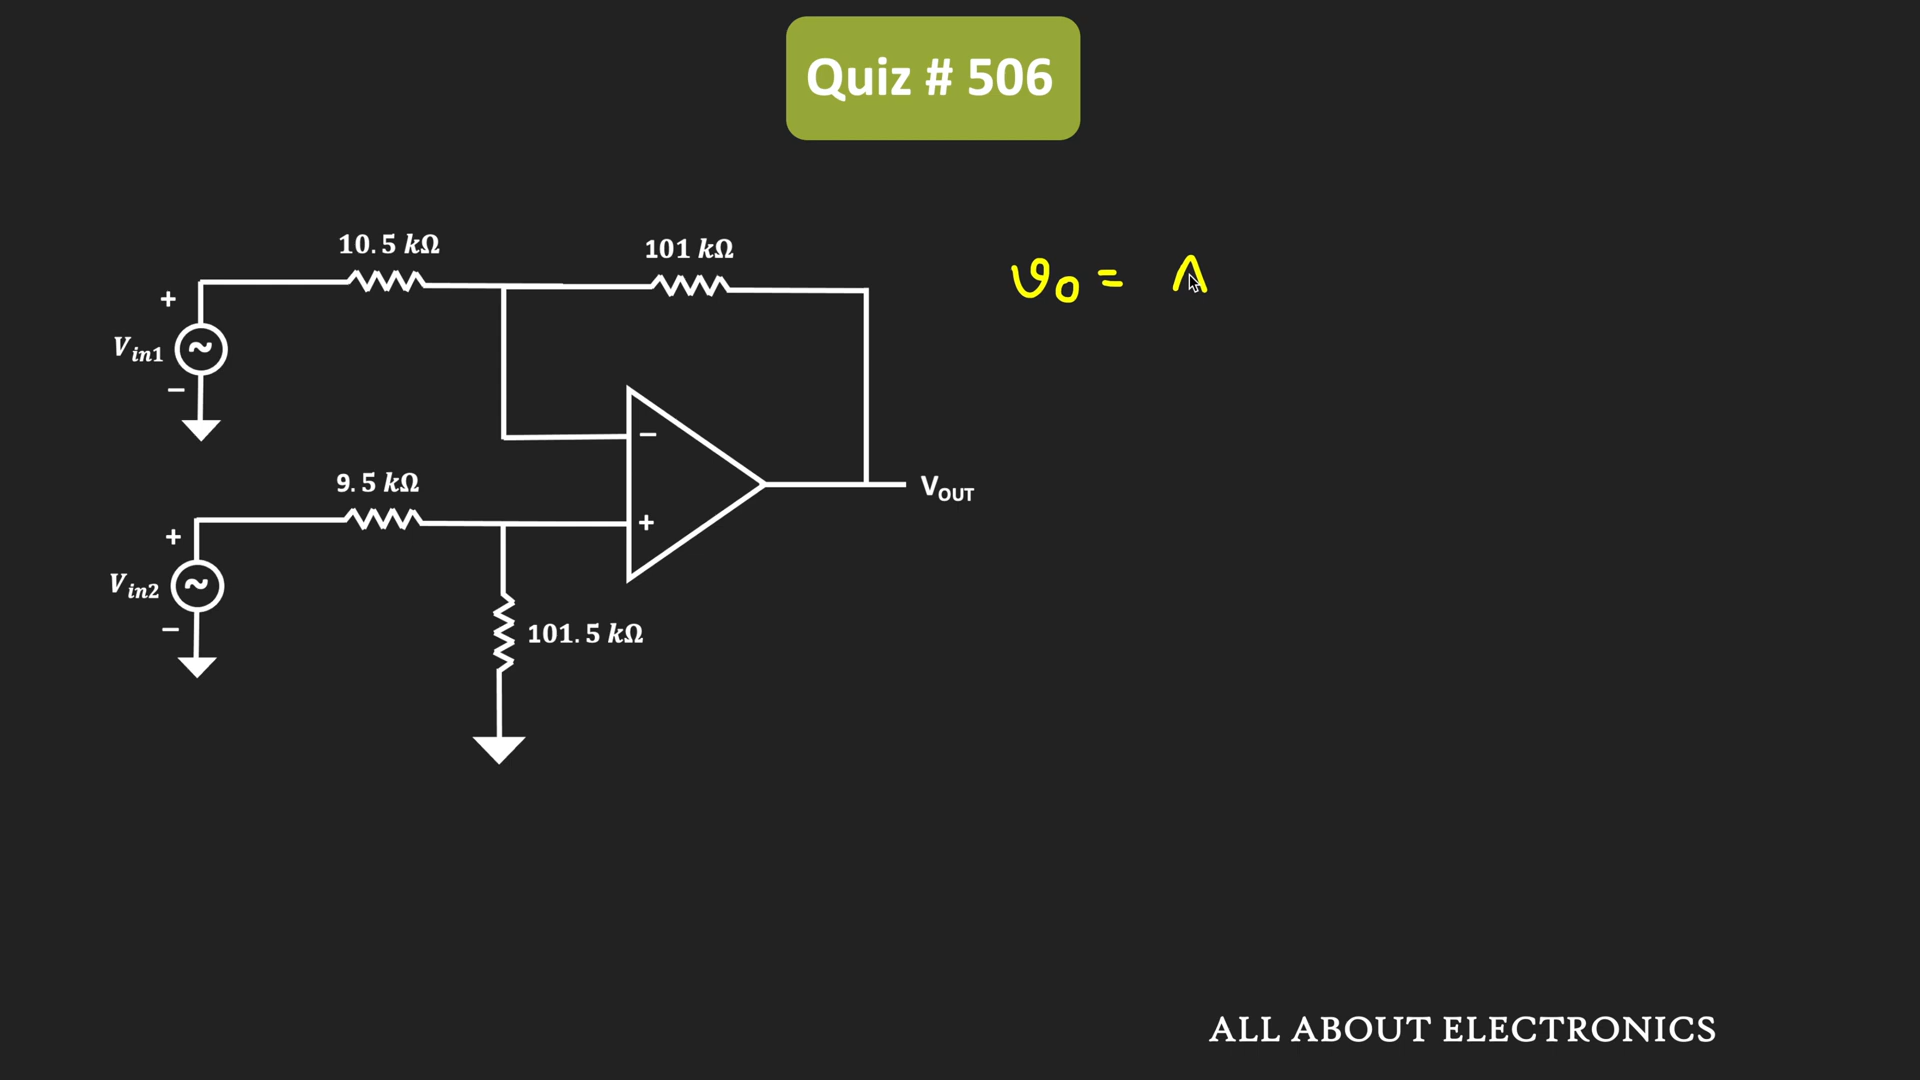 Quiz # 506
10.5 kΩ
101 kΩ
ϑo = A
+
Vin1
−
9.5 kΩ
−
+
VOUT
+
Vin2
−
101.5 kΩ
ALL ABOUT ELECTRONICS